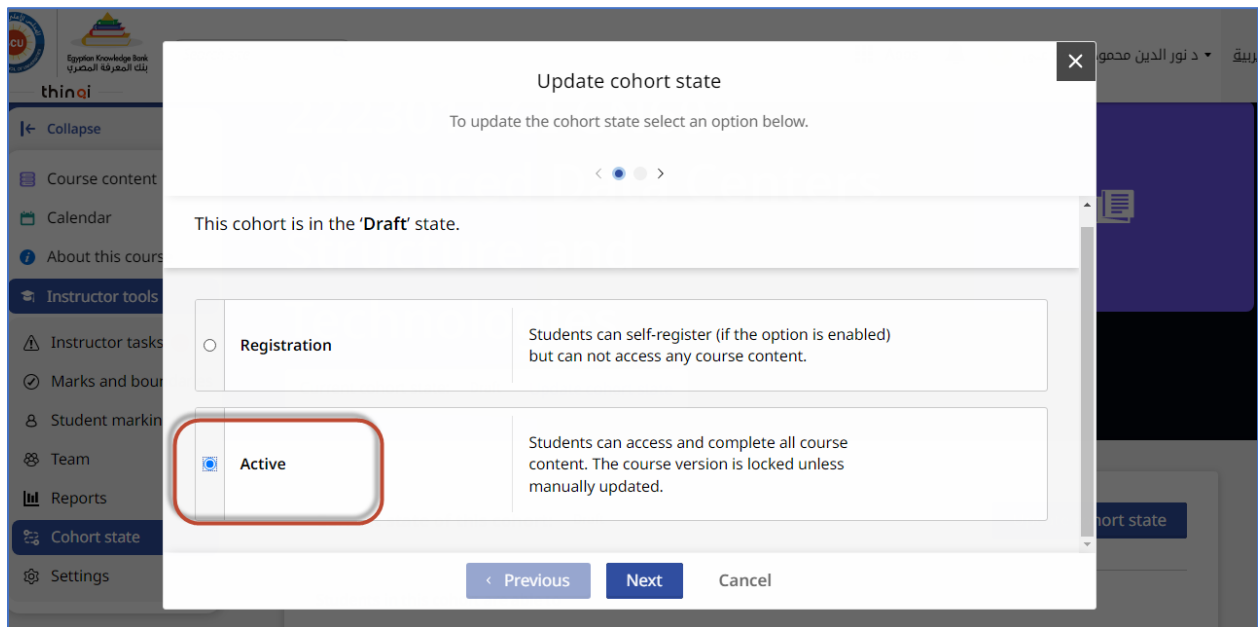 CU
Egyptian Knowledge Bank
بنك المعرفة المصري
thinqi
د نور الدين محمود
Collapse
Course content
Calendar
About this cours
Instructor tools
Instructor tasks
Marks and boun
Student markin
Team
Reports
Cohort state
Settings
Update cohort state
To update the cohort state select an option below.
This cohort is in the ‘Draft’ state.
Registration
Students can self-register (if the option is enabled)
but can not access any course content.
Active
Students can access and complete all course
content. The course version is locked unless
manually updated.
hort state
Previous
Next
Cancel